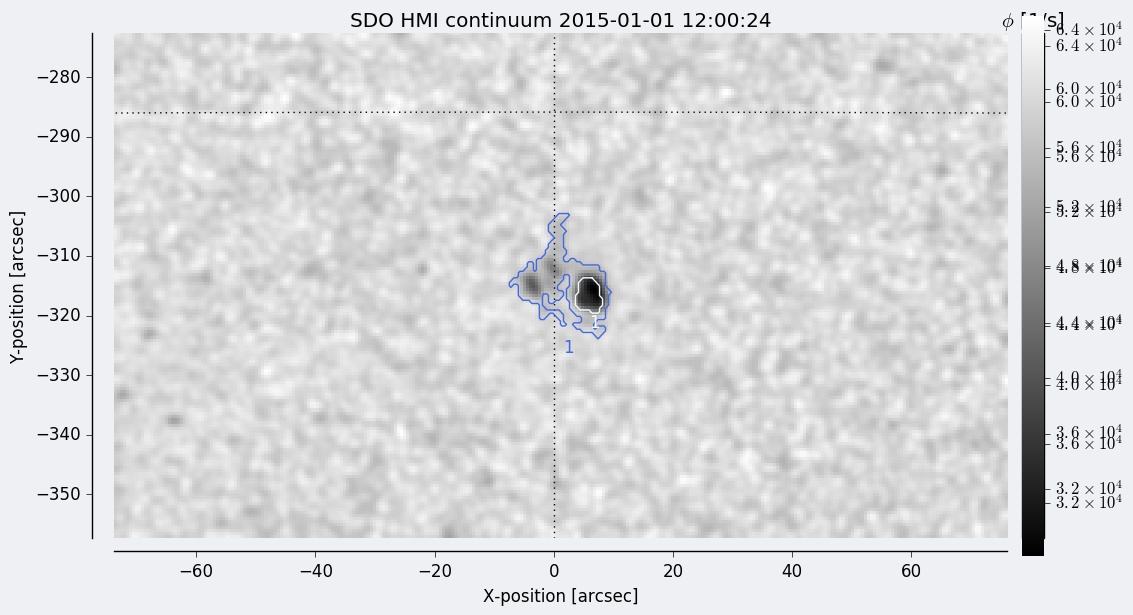 SDO HMI continuum 2015-01-01 12:00:24
ϕ [1/s]
−280
−290
−300
−310
−320
−330
−340
−350
Y-position [arcsec]
1
1
−60
−40
−20
0
20
40
60
X-position [arcsec]
6.4 × 10⁴
6.4 × 10⁴
6.0 × 10⁴
6.0 × 10⁴
5.6 × 10⁴
5.6 × 10⁴
5.2 × 10⁴
5.2 × 10⁴
4.8 × 10⁴
4.8 × 10⁴
4.4 × 10⁴
4.4 × 10⁴
4.0 × 10⁴
4.0 × 10⁴
3.6 × 10⁴
3.6 × 10⁴
3.2 × 10⁴
3.2 × 10⁴